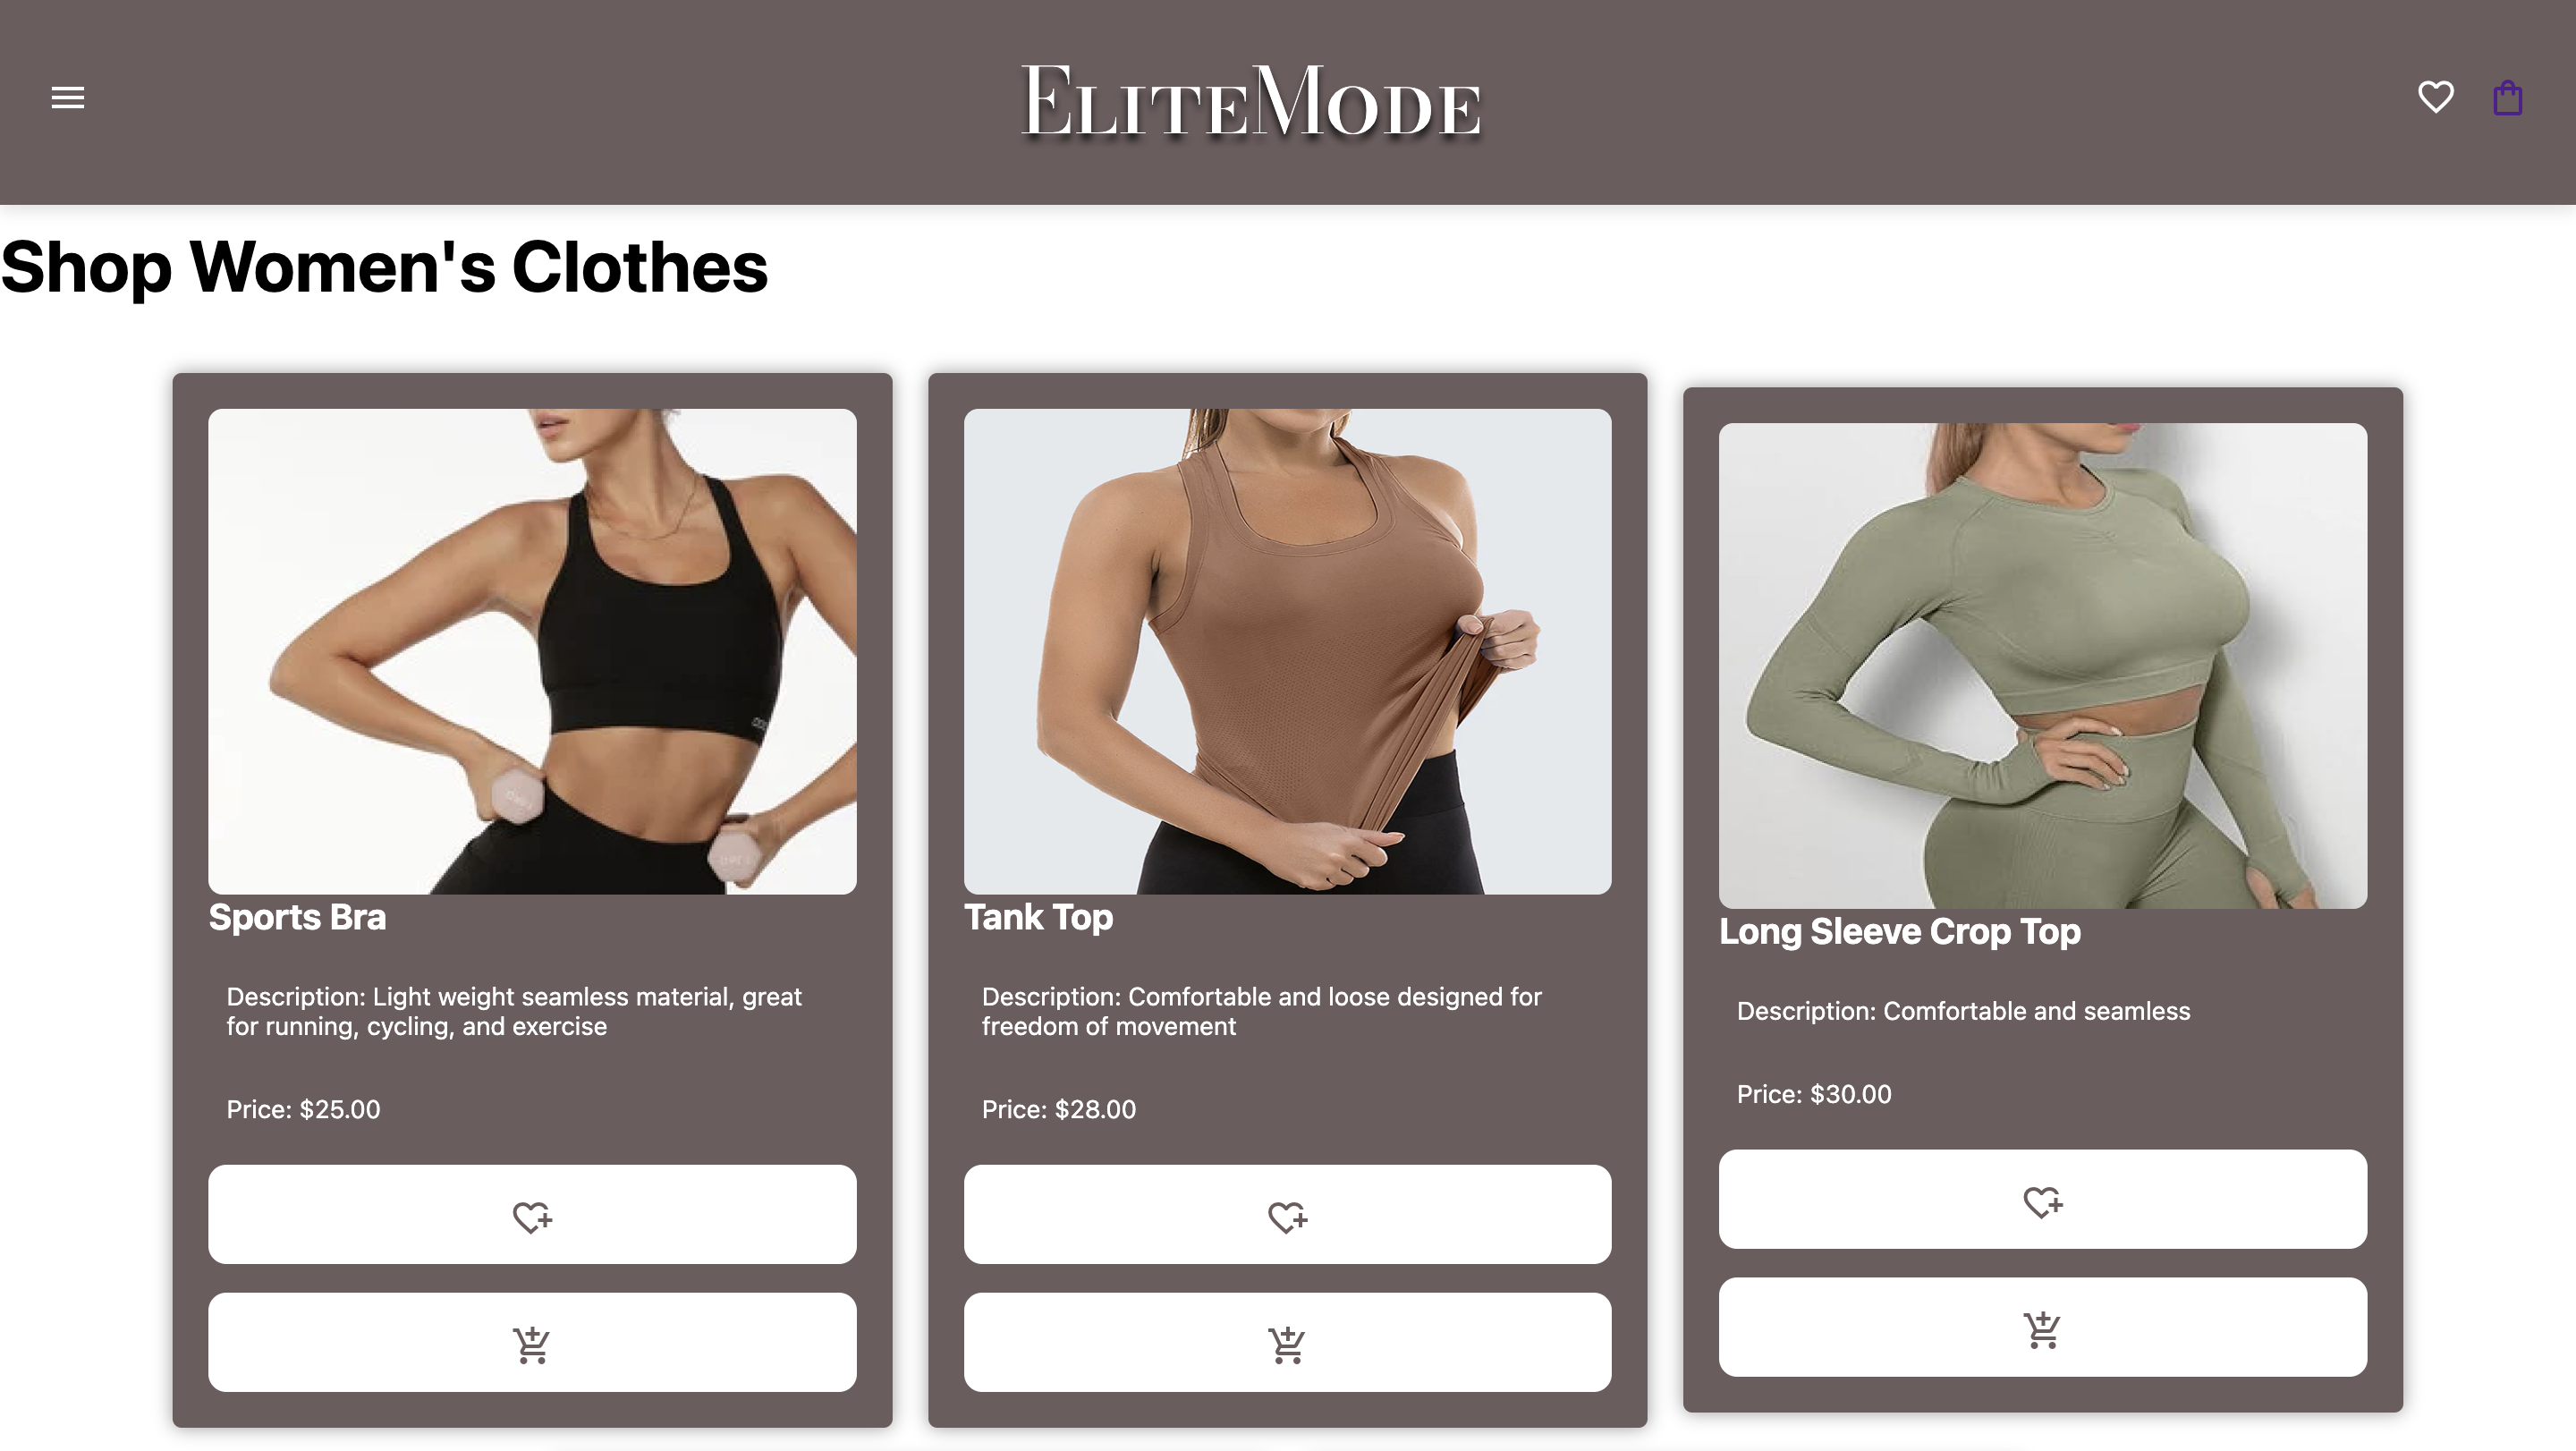 EliteMode
Shop Women's Clothes
Sports Bra
Description: Light weight seamless material, great
for running, cycling, and exercise
Price: $25.00
Tank Top
Description: Comfortable and loose designed for
freedom of movement
Price: $28.00
Long Sleeve Crop Top
Description: Comfortable and seamless
Price: $30.00